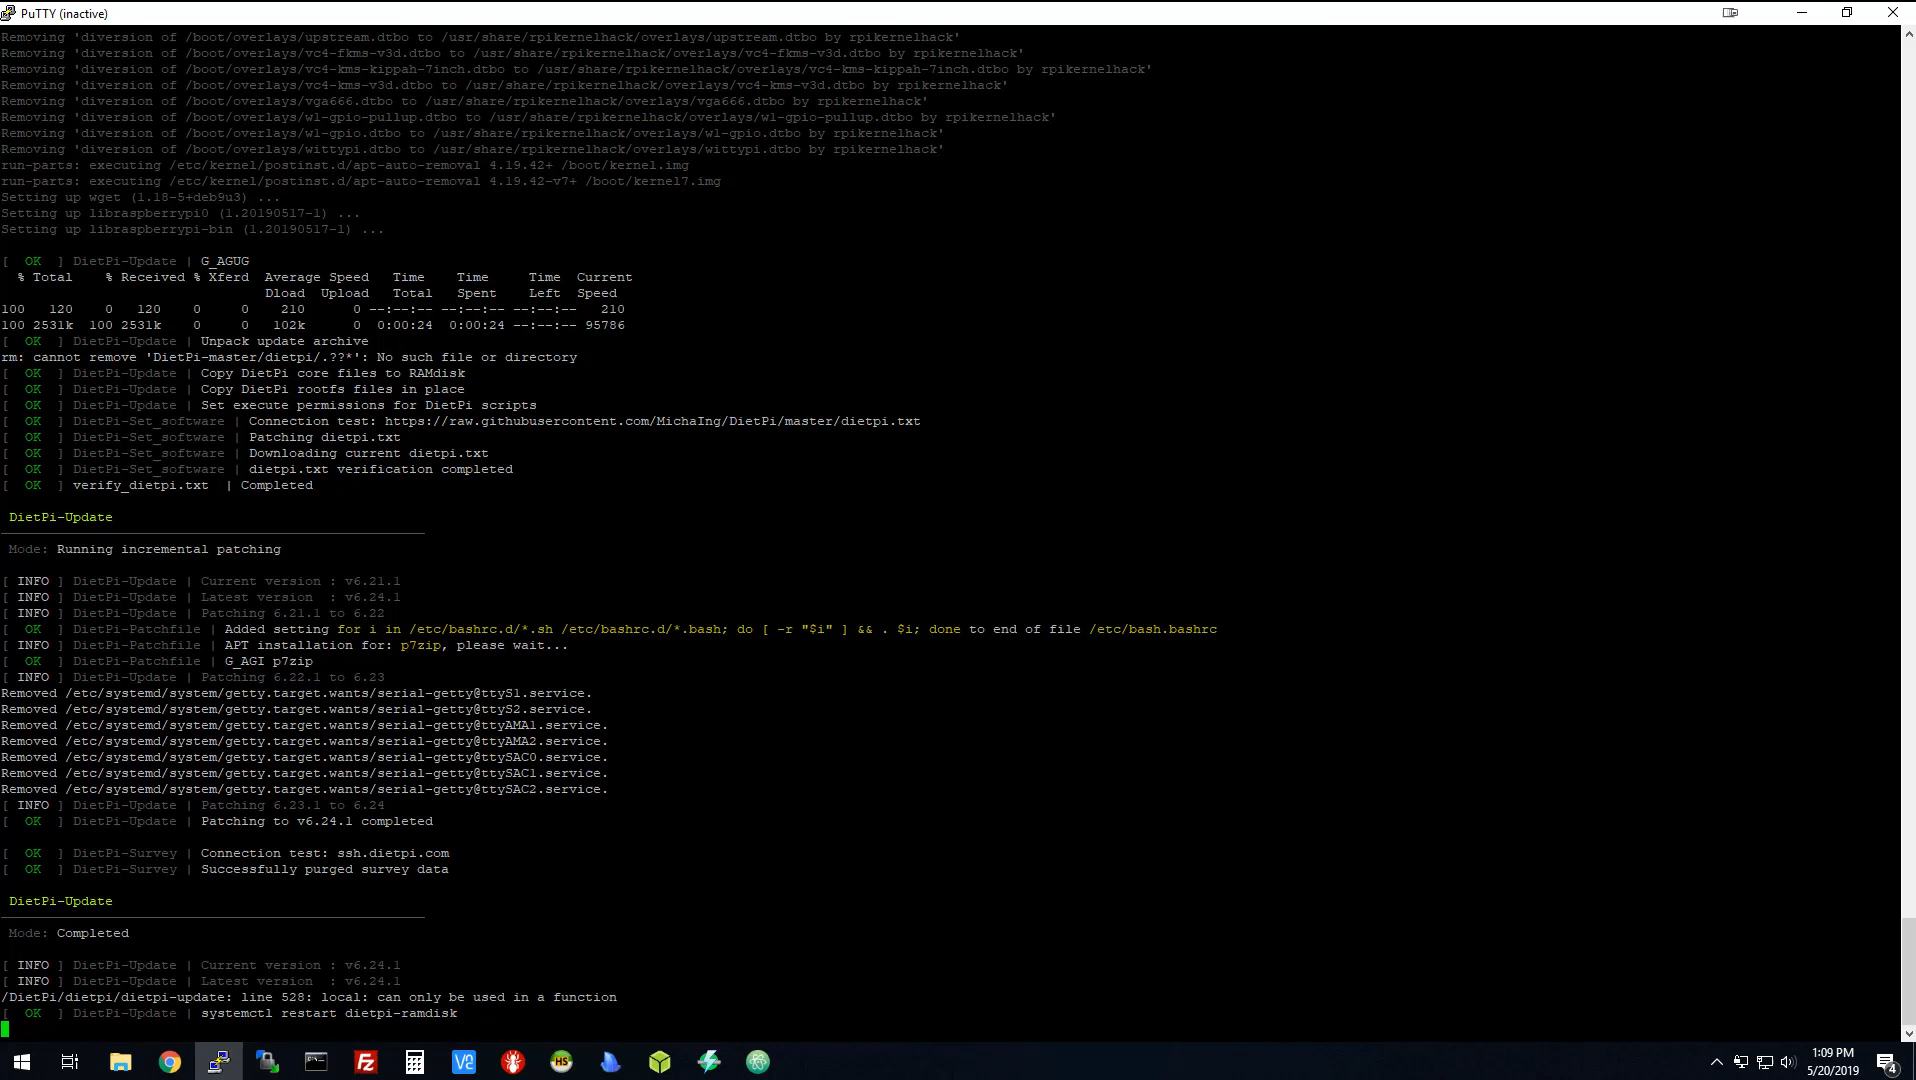 PuTTY (inactive)
Removing 'diversion of /boot/overlays/upstream.dtbo to /usr/share/rpikernelhack/overlays/upstream.dtbo by rpikernelhack'
Removing 'diversion of /boot/overlays/vc4-fkms-v3d.dtbo to /usr/share/rpikernelhack/overlays/vc4-fkms-v3d.dtbo by rpikernelhack'
Removing 'diversion of /boot/overlays/vc4-kms-kippah-7inch.dtbo to /usr/share/rpikernelhack/overlays/vc4-kms-kippah-7inch.dtbo by rpikernelhack'
Removing 'diversion of /boot/overlays/vc4-kms-v3d.dtbo to /usr/share/rpikernelhack/overlays/vc4-kms-v3d.dtbo by rpikernelhack'
Removing 'diversion of /boot/overlays/vga666.dtbo to /usr/share/rpikernelhack/overlays/vga666.dtbo by rpikernelhack'
Removing 'diversion of /boot/overlays/w1-gpio-pullup.dtbo to /usr/share/rpikernelhack/overlays/w1-gpio-pullup.dtbo by rpikernelhack'
Removing 'diversion of /boot/overlays/w1-gpio.dtbo to /usr/share/rpikernelhack/overlays/w1-gpio.dtbo by rpikernelhack'
Removing 'diversion of /boot/overlays/wittypi.dtbo to /usr/share/rpikernelhack/overlays/wittypi.dtbo by rpikernelhack'
run-parts: executing /etc/kernel/postinst.d/apt-auto-removal 4.19.42+ /boot/kernel.img
run-parts: executing /etc/kernel/postinst.d/apt-auto-removal 4.19.42-v7+ /boot/kernel7.img
Setting up wget (1.18-5+deb9u3) ...
Setting up libraspberrypi0 (1.20190517-1) ...
Setting up libraspberrypi-bin (1.20190517-1) ...
[  OK  ] DietPi-Update | G_AGUG
  % Total    % Received % Xferd  Average Speed   Time    Time     Time  Current
                                 Dload  Upload   Total   Spent    Left  Speed
100   120    0   120    0     0    210      0 --:--:-- --:--:-- --:--:--   210
100 2531k  100 2531k    0     0   102k      0  0:00:24  0:00:24 --:--:-- 95786
[  OK  ] DietPi-Update | Unpack update archive
rm: cannot remove 'DietPi-master/dietpi/.??*': No such file or directory
[  OK  ] DietPi-Update | Copy DietPi core files to RAMdisk
[  OK  ] DietPi-Update | Copy DietPi rootfs files in place
[  OK  ] DietPi-Update | Set execute permissions for DietPi scripts
[  OK  ] DietPi-Set_software | Connection test: https://raw.githubusercontent.com/MichaIng/DietPi/master/dietpi.txt
[  OK  ] DietPi-Set_software | Patching dietpi.txt
[  OK  ] DietPi-Set_software | Downloading current dietpi.txt
[  OK  ] DietPi-Set_software | dietpi.txt verification completed
[  OK  ] verify_dietpi.txt  | Completed
DietPi-Update
Mode: Running incremental patching
[ INFO ] DietPi-Update | Current version : v6.21.1
[ INFO ] DietPi-Update | Latest version  : v6.24.1
[ INFO ] DietPi-Update | Patching 6.21.1 to 6.22
[  OK  ] DietPi-Patchfile | Added setting for i in /etc/bashrc.d/*.sh /etc/bashrc.d/*.bash; do [ -r "$i" ] && . $i; done to end of file /etc/bash.bashrc
[ INFO ] DietPi-Patchfile | APT installation for: p7zip, please wait...
[  OK  ] DietPi-Patchfile | G_AGI p7zip
[ INFO ] DietPi-Update | Patching 6.22.1 to 6.23
Removed /etc/systemd/system/getty.target.wants/serial-getty@ttyS1.service.
Removed /etc/systemd/system/getty.target.wants/serial-getty@ttyS2.service.
Removed /etc/systemd/system/getty.target.wants/serial-getty@ttyAMA1.service.
Removed /etc/systemd/system/getty.target.wants/serial-getty@ttyAMA2.service.
Removed /etc/systemd/system/getty.target.wants/serial-getty@ttySAC0.service.
Removed /etc/systemd/system/getty.target.wants/serial-getty@ttySAC1.service.
Removed /etc/systemd/system/getty.target.wants/serial-getty@ttySAC2.service.
[ INFO ] DietPi-Update | Patching 6.23.1 to 6.24
[  OK  ] DietPi-Update | Patching to v6.24.1 completed
[  OK  ] DietPi-Survey | Connection test: ssh.dietpi.com
[  OK  ] DietPi-Survey | Successfully purged survey data
DietPi-Update
Mode: Completed
[ INFO ] DietPi-Update | Current version : v6.24.1
[ INFO ] DietPi-Update | Latest version  : v6.24.1
/DietPi/dietpi/dietpi-update: line 528: local: can only be used in a function
[  OK  ] DietPi-Update | systemctl restart dietpi-ramdisk
FZ
V2
HS
1:09 PM
5/20/2019
4